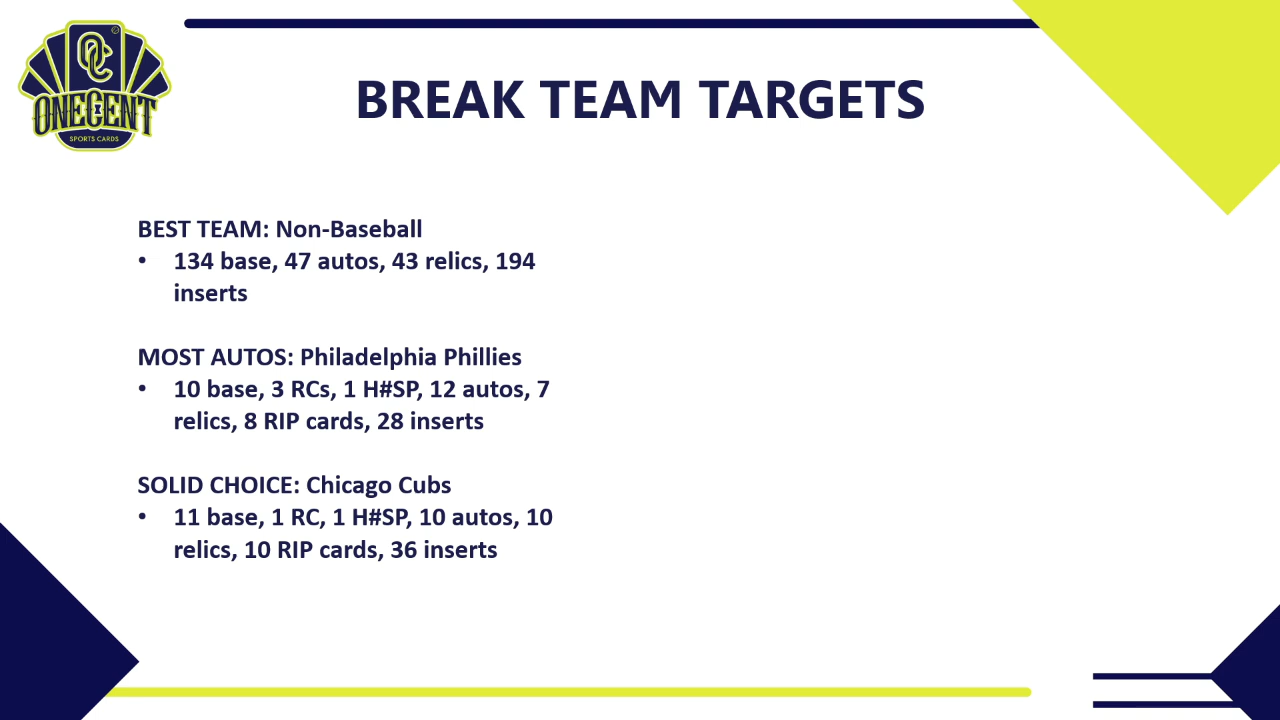 OC
ONECENT
SPORTS CARDS
BREAK TEAM TARGETS
BEST TEAM: Non-Baseball
• 134 base, 47 autos, 43 relics, 194
inserts
MOST AUTOS: Philadelphia Phillies
• 10 base, 3 RCs, 1 H#SP, 12 autos, 7
relics, 8 RIP cards, 28 inserts
SOLID CHOICE: Chicago Cubs
• 11 base, 1 RC, 1 H#SP, 10 autos, 10
relics, 10 RIP cards, 36 inserts